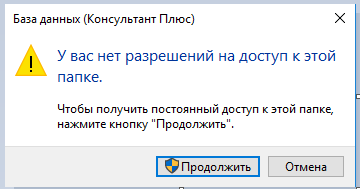 База данных (Консультант Плюс)
У вас нет разрешений на доступ к этой
папке.
Чтобы получить постоянный доступ к этой папке,
нажмите кнопку "Продолжить".
Продолжить
Отмена